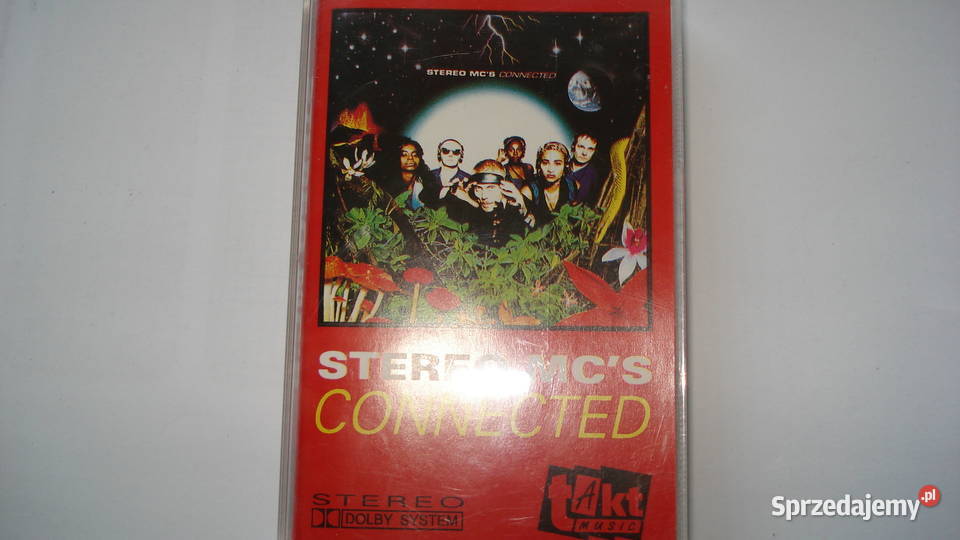 STEREO MC'S CONNECTED
STEREO MC'S
CONNECTED
STEREO
DOLBY SYSTEM
takt
MUSIC
Sprzedajemy.pl